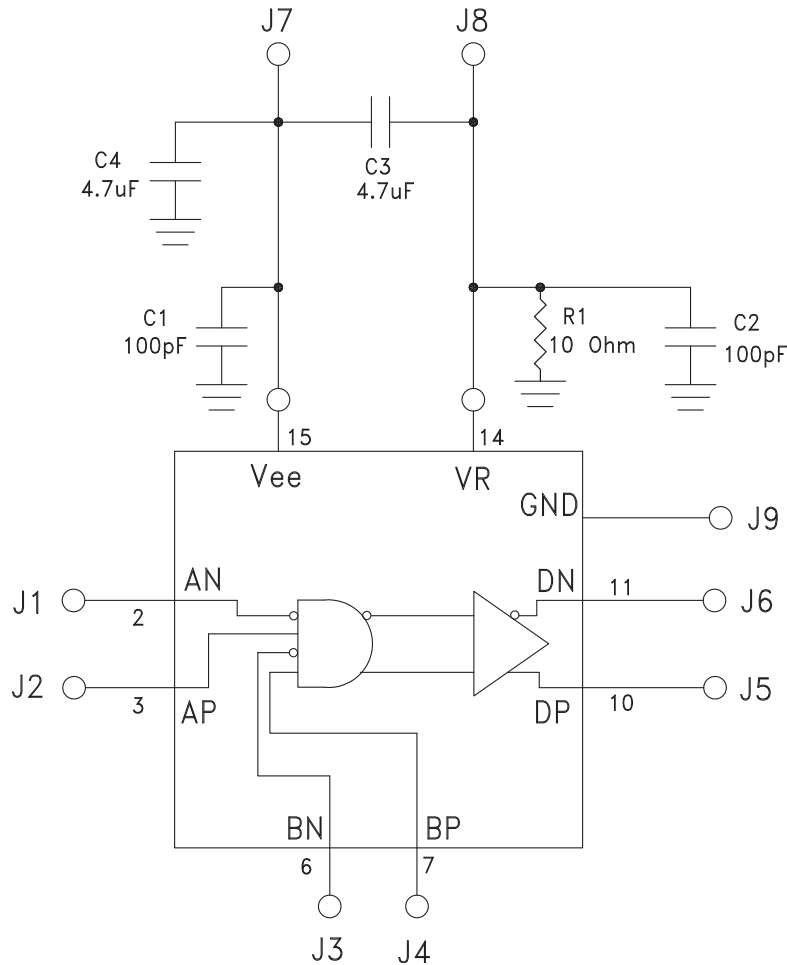 J7
J8
C4
4.7uF
C3
4.7uF
C1
100pF
R1
10 Ohm
C2
100pF
15
14
Vee
VR
GND
J9
J1
2
AN
DN
11
J6
J2
3
AP
DP
10
J5
BN
BP
6
7
J3
J4